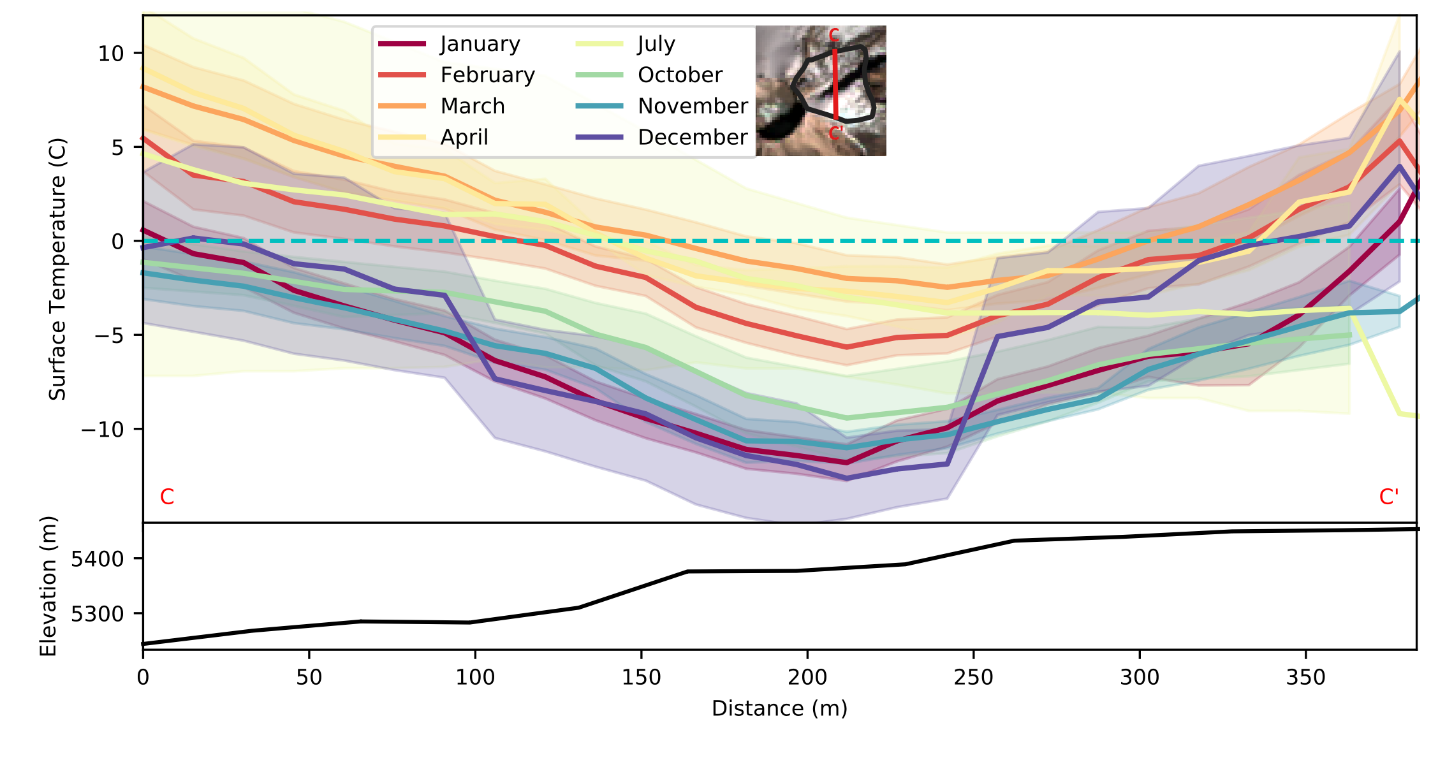 10
5
0
−5
−10
Surface Temperature (C)
January
February
March
April
July
October
November
December
C
C'
C
C'
5400
5300
Elevation (m)
0 50 100 150 200 250 300 350
Distance (m)